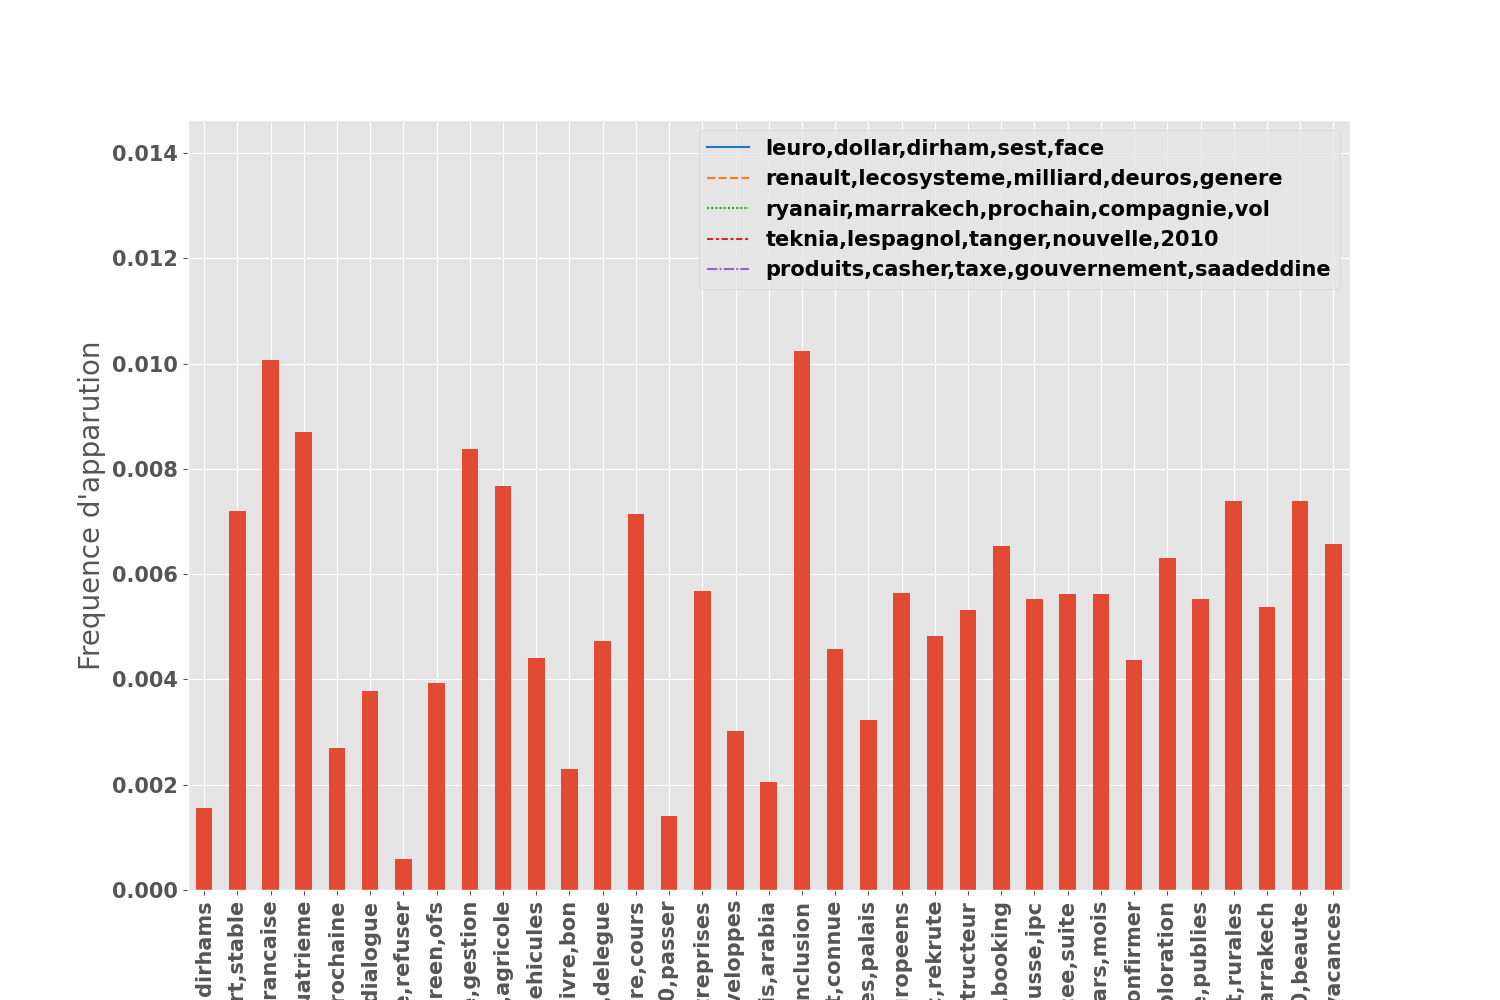 leuro,dollar,dirham,sest,face
renault,lecosysteme,milliard,deuros,genere
ryanair,marrakech,prochain,compagnie,vol
teknia,lespagnol,tanger,nouvelle,2010
produits,casher,taxe,gouvernement,saadeddine
Frequence d'apparution
0.014
0.012
0.010
0.008
0.006
0.004
0.002
0.000
dirhams
rt,stable
rancaise
uatrieme
rochaine
dialogue
e,refuser
reen,ofs
e,gestion
,agricole
ehicules
ivre,bon
,delegue
re,cours
0,passer
reprises
veloppes
is,arabia
nclusion
t,connue
es,palais
ropeens
,rekrute
tructeur
,booking
usse,ipc
ee,suite
ars,mois
onfirmer
ploration
e,publies
t,rurales
arrakech
0,beaute
vacances